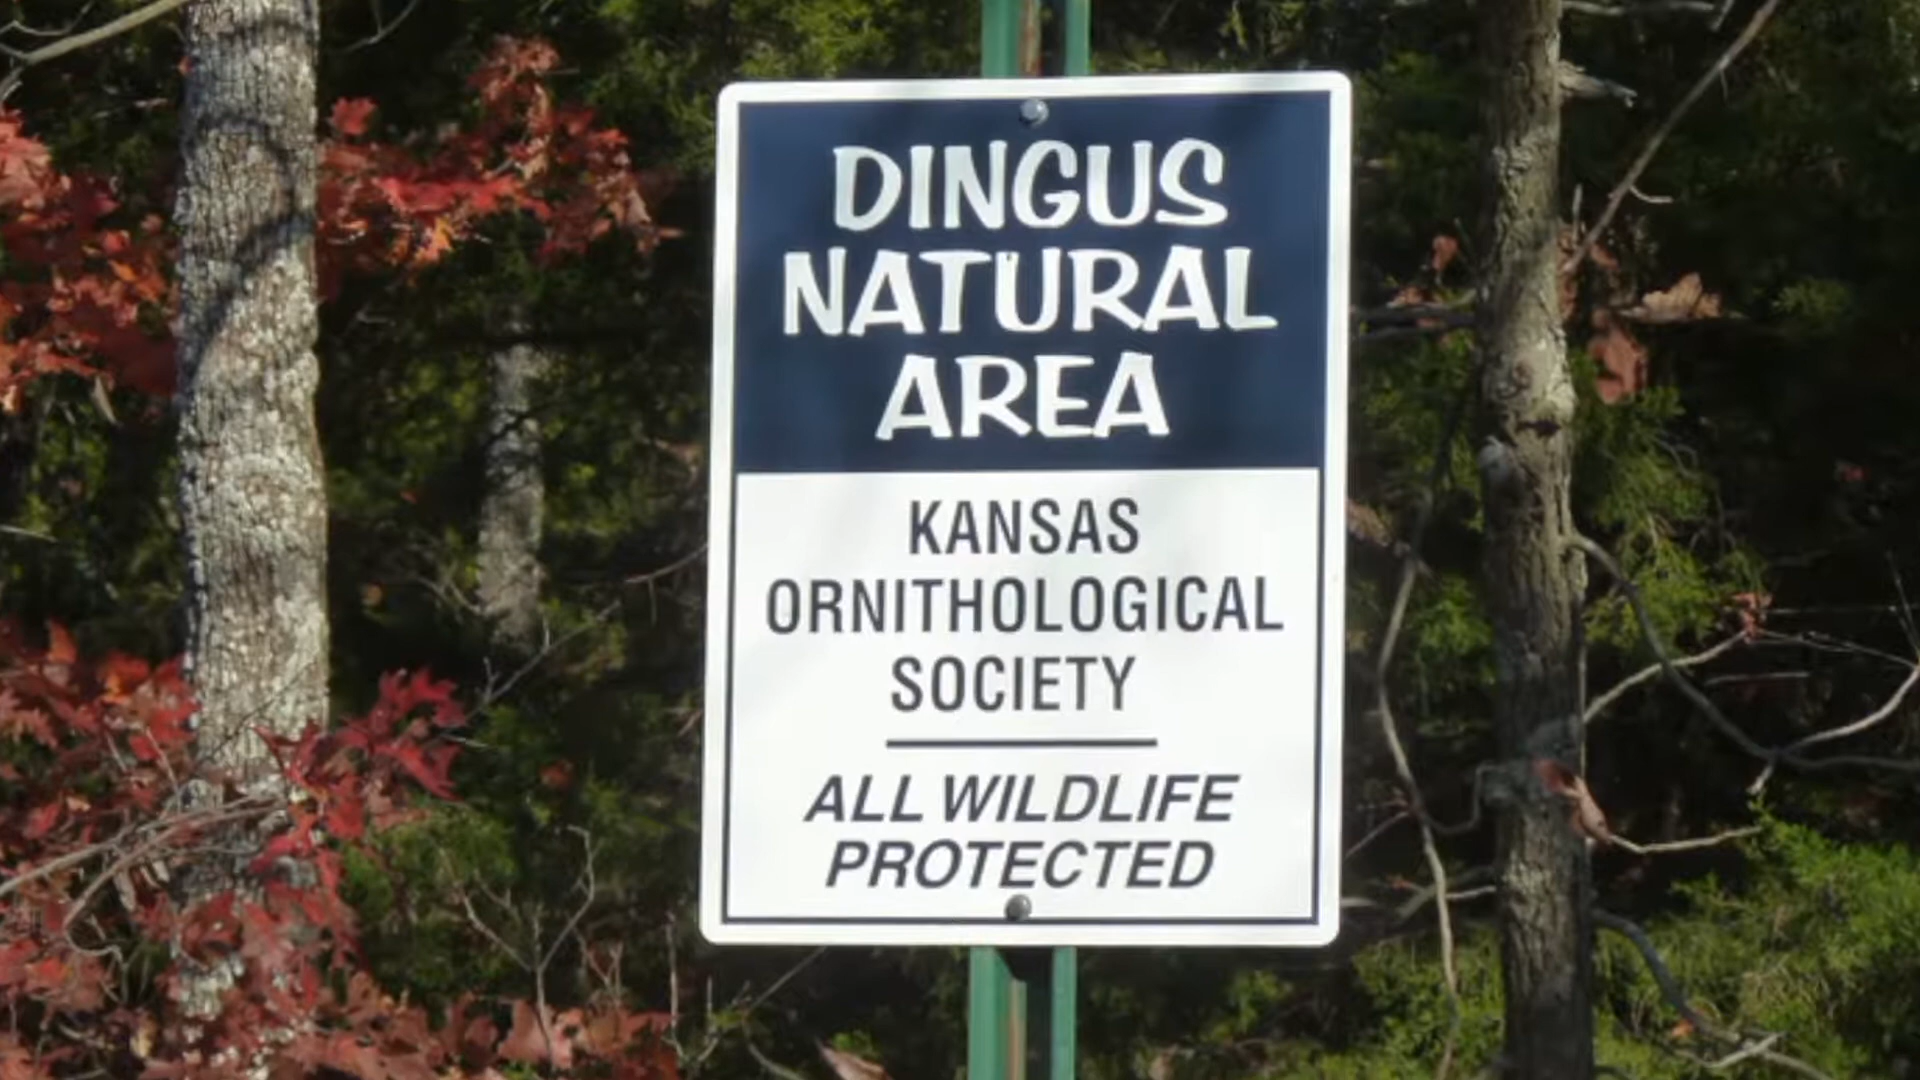 DINGUS
NATURAL
AREA
KANSAS
ORNITHOLOGICAL
SOCIETY
ALL WILDLIFE
PROTECTED